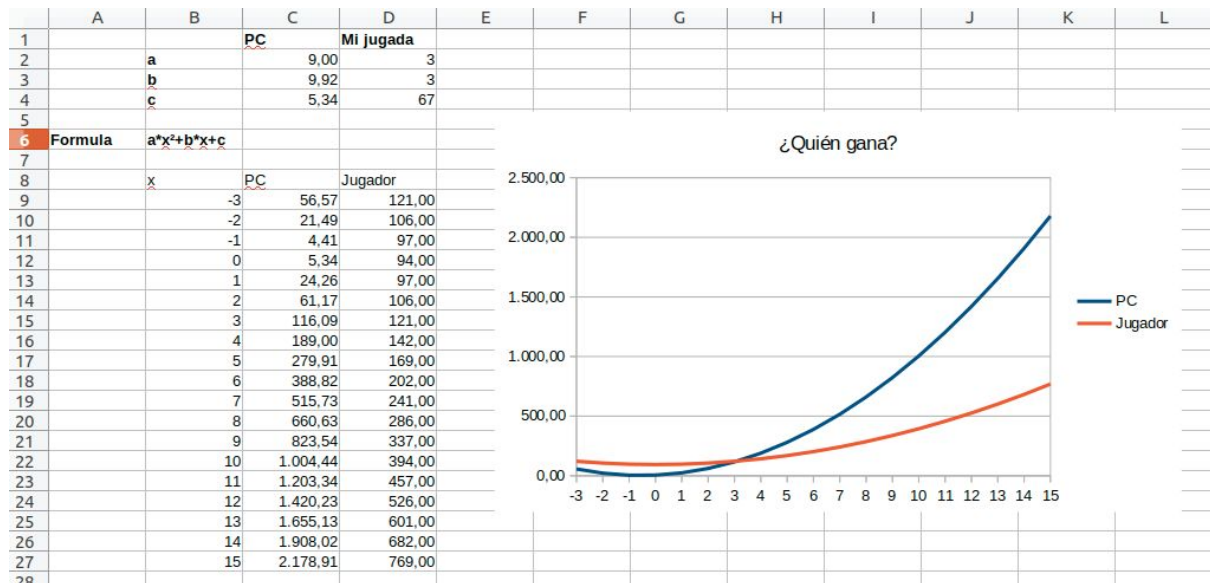 A B C D E F G H I J K L
1 PC Mi jugada
2 a 9,00 3
3 b 9,92 3
4 c 5,34 67
5
6 Formula a*x²+b*x+c
7
8 x PC Jugador
9 -3 56,57 121,00
10 -2 21,49 106,00
11 -1 4,41 97,00
12 0 5,34 94,00
13 1 24,26 97,00
14 2 61,17 106,00
15 3 116,09 121,00
16 4 189,00 142,00
17 5 279,91 169,00
18 6 388,82 202,00
19 7 515,73 241,00
20 8 660,63 286,00
21 9 823,54 337,00
22 10 1.004,44 394,00
23 11 1.203,34 457,00
24 12 1.420,23 526,00
25 13 1.655,13 601,00
26 14 1.908,02 682,00
27 15 2.178,91 769,00
28
¿Quién gana?
2.500,00
2.000,00
1.500,00
1.000,00
500,00
0,00
-3 -2 -1 0 1 2 3 4 5 6 7 8 9 10 11 12 13 14 15
PC
Jugador